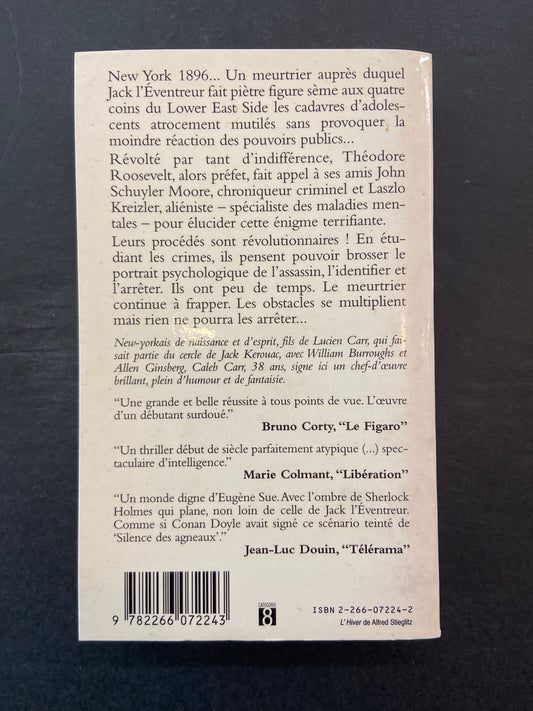 New York 1896... Un meurtrier auprès duquel
Jack l'Éventreur fait piètre figure sème aux quatre
coins du Lower East Side les cadavres d'adoles-
cents atrocement mutilés sans provoquer la
moindre réaction des pouvoirs publics...
Révolté par tant d'indifférence, Théodore
Roosevelt, alors préfet, fait appel à ses amis John
Schuyler Moore, chroniqueur criminel et Laszlo
Kreizler, aliéniste – spécialiste des maladies men-
tales – pour élucider cette énigme terrifiante.
Leurs procédés sont révolutionnaires ! En étu-
diant les crimes, ils pensent pouvoir brosser le
portrait psychologique de l'assassin, l'identifier et
l'arrêter. Ils ont peu de temps. Le meurtrier
continue à frapper. Les obstacles se multiplient
mais rien ne pourra les arrêter...
New-yorkais de naissance et d'esprit, fils de Lucien Carr, qui fai-
sait partie du cercle de Jack Kerouac, avec William Burroughs et
Allen Ginsberg, Caleb Carr, 38 ans, signe ici un chef-d'œuvre
brillant, plein d'humour et de fantaisie.
"Une grande et belle réussite à tous points de vue. L'œuvre
d'un débutant surdoué."
Bruno Corty, "Le Figaro"
"Un thriller début de siècle parfaitement atypique (...) spec-
taculaire d'intelligence."
Marie Colmant, "Libération"
"Un monde digne d'Eugène Sue. Avec l'ombre de Sherlock
Holmes qui plane, non loin de celle de Jack l'Éventreur.
Comme si Conan Doyle avait signé ce scénario teinté de
'Silence des agneaux'."
Jean-Luc Douin, "Télérama"
CATÉGORIE
8
9 782266 072243
ISBN 2-266-07224-2
L'Hiver de Alfred Stieglitz